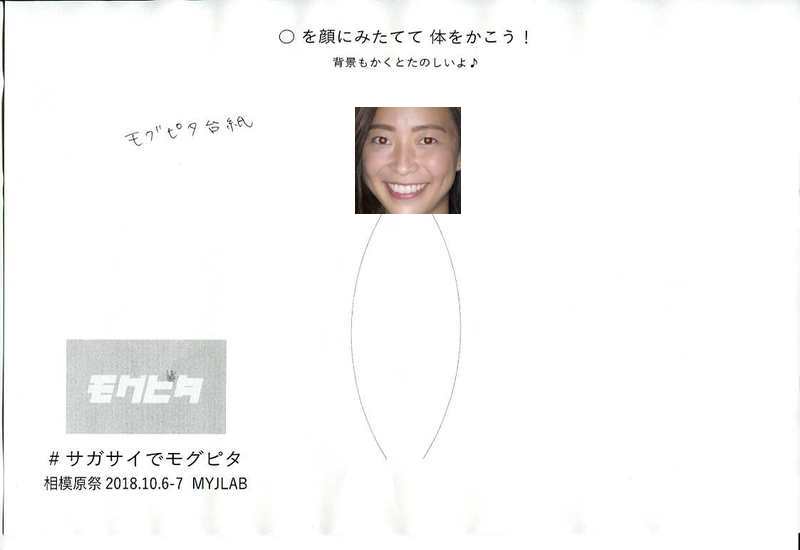 ○を顔にみたてて 体をかこう!
背景もかくとたのしいよ♪
モグピタ台紙
モグピタ
#サガサイでモグピタ
相模原祭 2018.10.6-7 MYJLAB